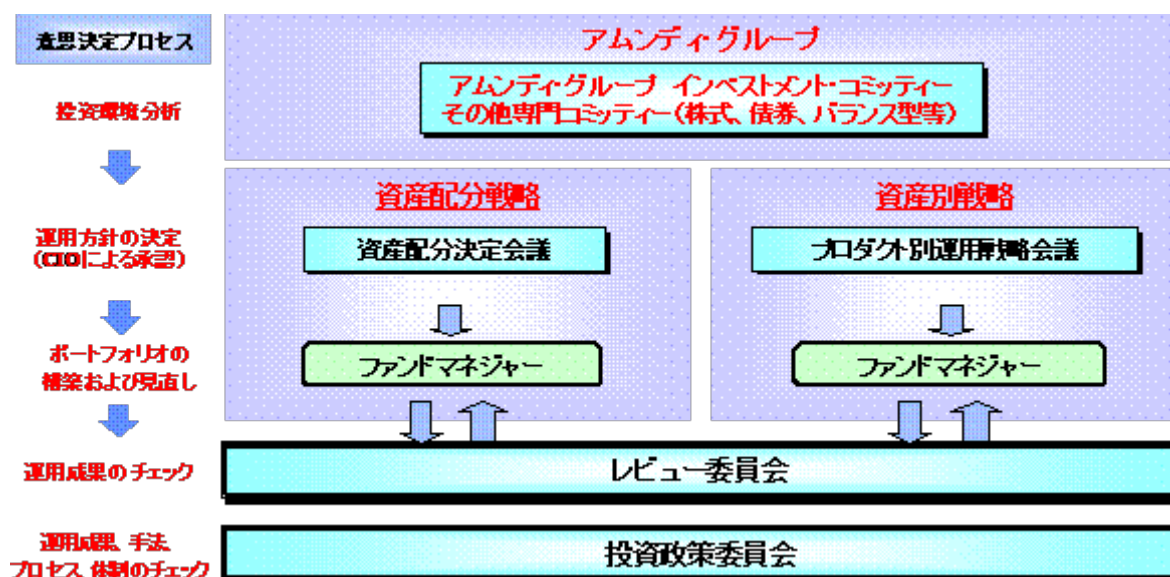 意思決定プロセス
アムンディ・グループ
アムンディ・グループ インベストメント・コミッティー
その他専門コミッティー(株式、債券、バランス型等)
投資環境分析
資産配分戦略
資産別戦略
運用方針の決定
(CIOによる承認)
資産配分決定会議
プロダクト別運用戦略会議
ポートフォリオの
構築および見直し
ファンドマネジャー
ファンドマネジャー
運用成果のチェック
レビュー委員会
運用成果、手法、
プロセス、体制のチェック
投資政策委員会